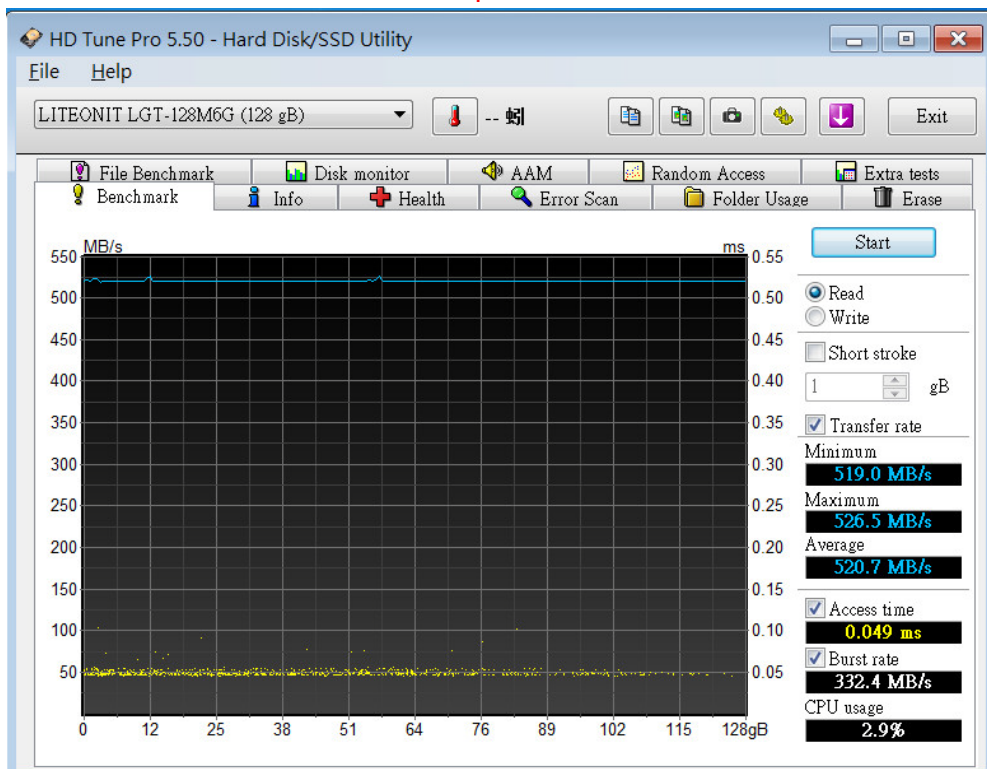 HD Tune Pro 5.50 - Hard Disk/SSD Utility
File Help
LITEONIT LGT-128M6G (128 gB) -- 蚓 Exit
File Benchmark Disk monitor AAM Random Access Extra tests
Benchmark Info Health Error Scan Folder Usage Erase
MB/s ms
550 0.55
500 0.50
450 0.45
400 0.40
350 0.35
300 0.30
250 0.25
200 0.20
150 0.15
100 0.10
50 0.05
0 12 25 38 51 64 76 89 102 115 128gB
Start
Read
Write
Short stroke
1 gB
Transfer rate
Minimum
519.0 MB/s
Maximum
526.5 MB/s
Average
520.7 MB/s
Access time
0.049 ms
Burst rate
332.4 MB/s
CPU usage
2.9%